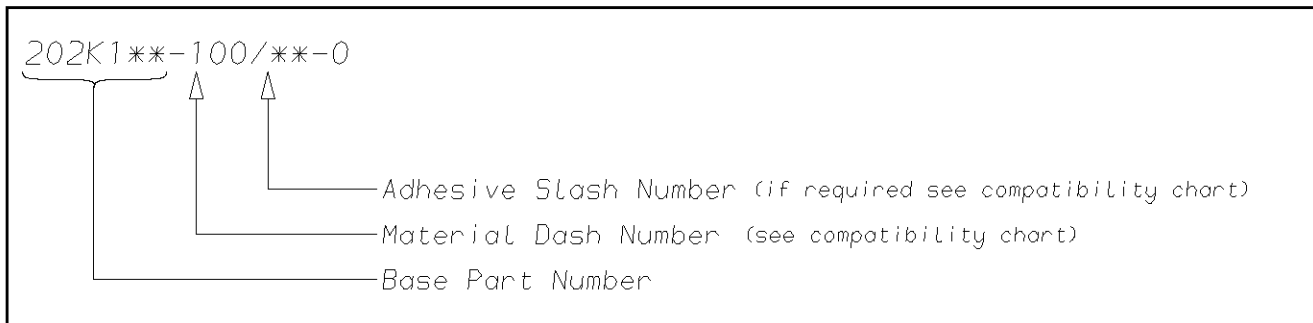 202K1**-100/**-0
Adhesive Slash Number (if required see compatibility chart)
Material Dash Number (see compatibility chart)
Base Part Number